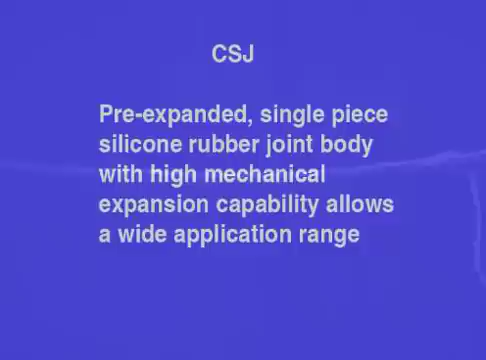 CSJ
Pre-expanded, single piece
silicone rubber joint body
with high mechanical
expansion capability allows
a wide application range